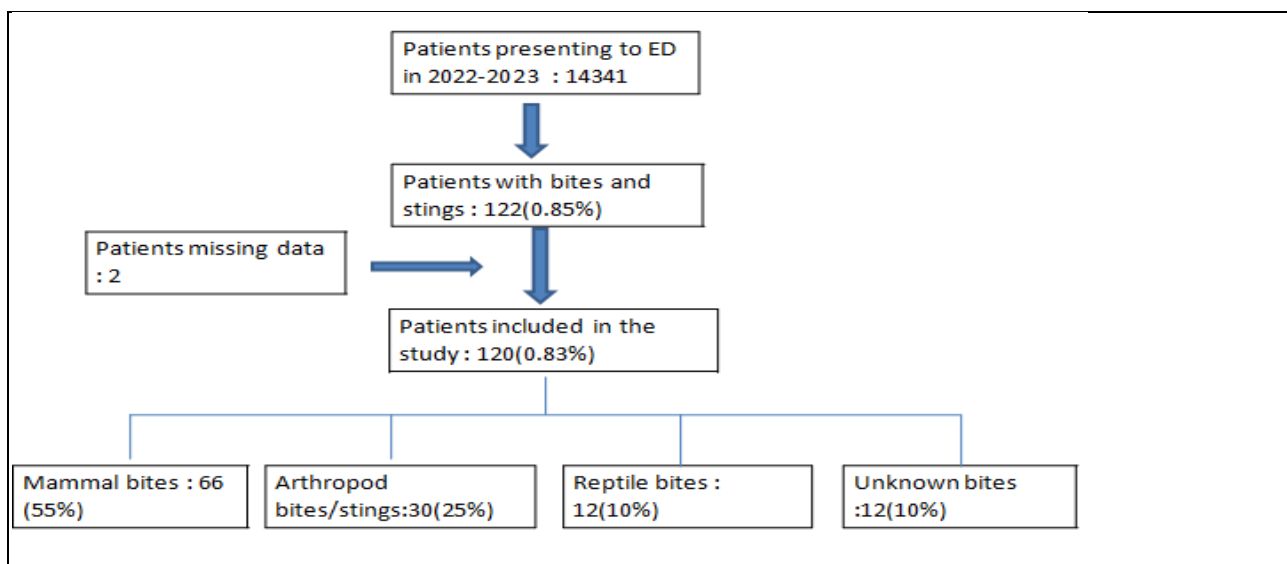 Patients presenting to ED
in 2022-2023 : 14341
Patients with bites and
stings : 122(0.85%)
Patients missing data
: 2
Patients included in the
study : 120(0.83%)
Mammal bites : 66
(55%)
Arthropod
bites/stings:30(25%)
Reptile bites :
12(10%)
Unknown bites
:12(10%)